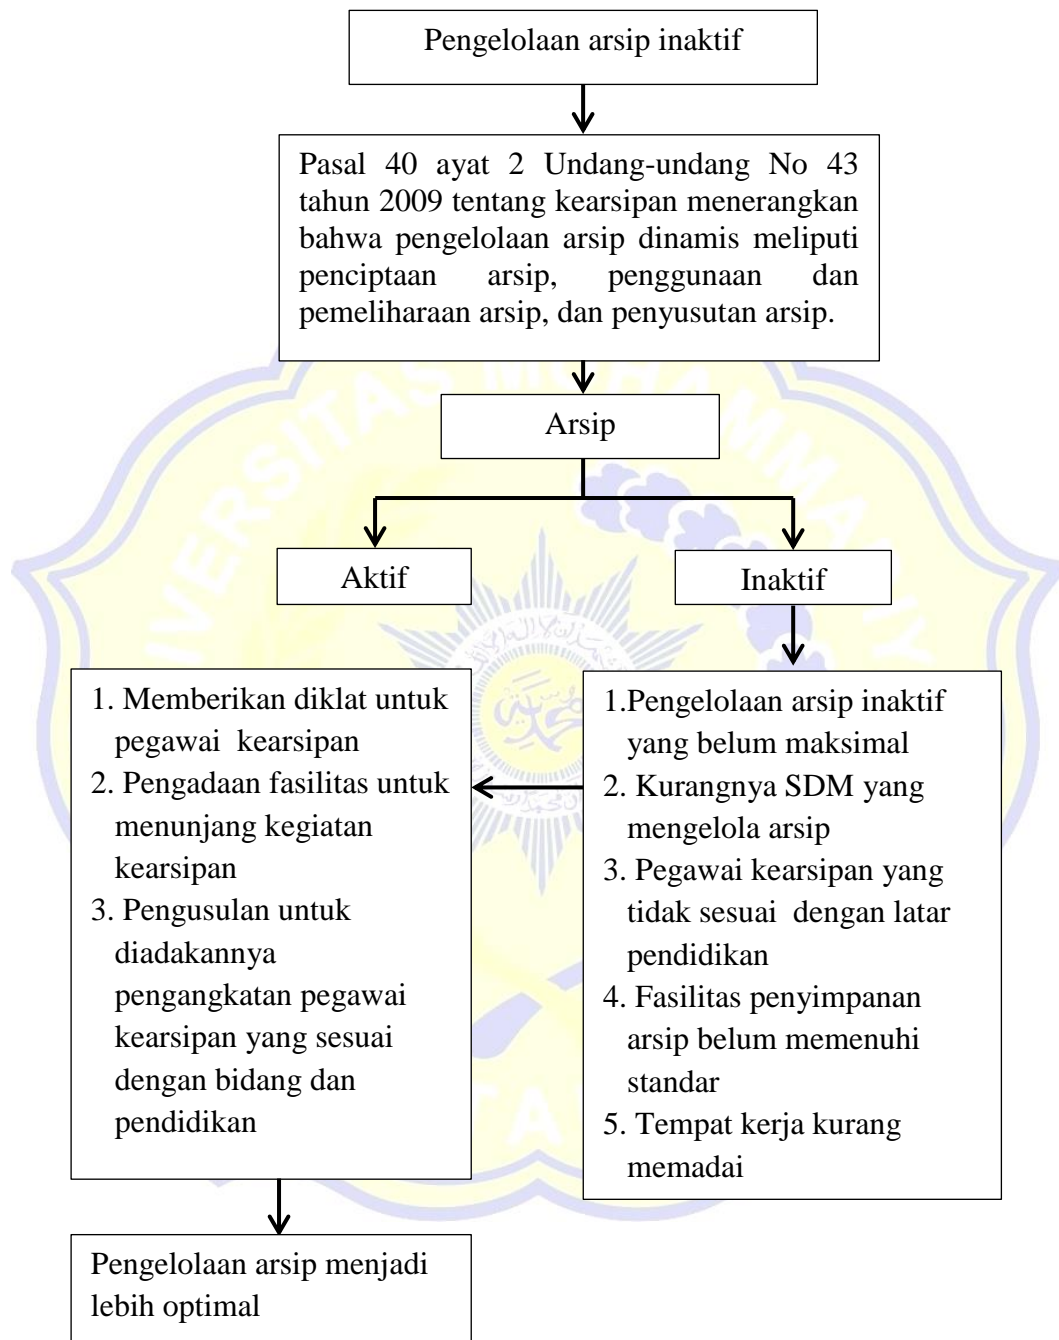 Pengelolaan arsip inaktif
Pasal 40 ayat 2 Undang-undang No 43
tahun 2009 tentang kearsipan menerangkan
bahwa pengelolaan arsip dinamis meliputi
penciptaan arsip, penggunaan dan
pemeliharaan arsip, dan penyusutan arsip.
Arsip
Aktif
Inaktif
1. Memberikan diklat untuk
pegawai kearsipan
2. Pengadaan fasilitas untuk
menunjang kegiatan
kearsipan
3. Pengusulan untuk
diadakannya
pengangkatan pegawai
kearsipan yang sesuai
dengan bidang dan
pendidikan
1.Pengelolaan arsip inaktif
yang belum maksimal
2. Kurangnya SDM yang
mengelola arsip
3. Pegawai kearsipan yang
tidak sesuai dengan latar
pendidikan
4. Fasilitas penyimpanan
arsip belum memenuhi
standar
5. Tempat kerja kurang
memadai
Pengelolaan arsip menjadi
lebih optimal